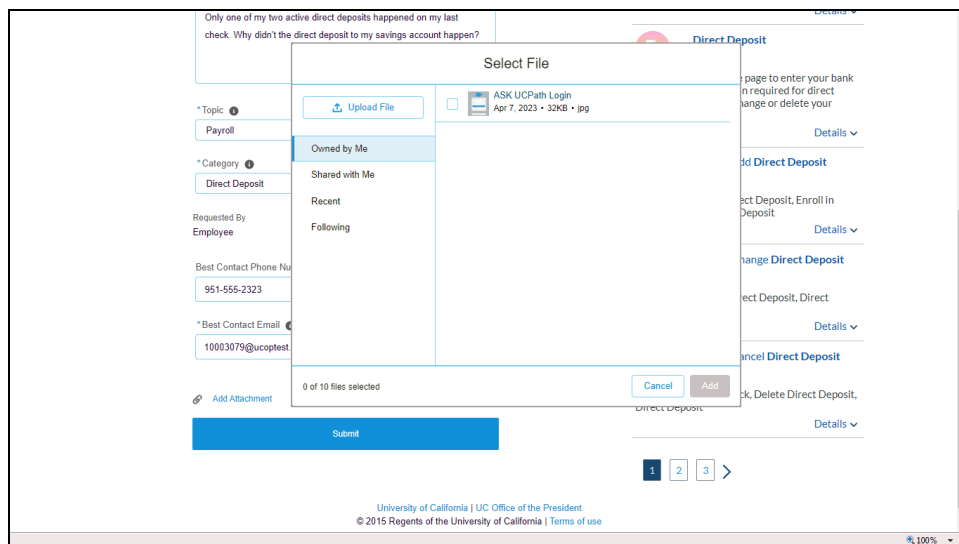 Only one of my two active direct deposits happened on my last
check. Why didn't the direct deposit to my savings account happen?
*Topic
Payroll
*Category
Direct Deposit
Requested By
Employee
Best Contact Phone Nu
951-555-2323
*Best Contact Email
10003079@ucoptest.
Add Attachment
Submit
Select File
Upload File
Owned by Me
Shared with Me
Recent
Following
ASK UCPath Login
Apr 7, 2023 • 32KB • jpg
0 of 10 files selected
Cancel
Add
Details
Direct Deposit
page to enter your bank
n required for direct
hange or delete your
Details
dd Direct Deposit
ect Deposit, Enroll in
Deposit
Details
hange Direct Deposit
rect Deposit, Direct
Details
ancel Direct Deposit
ck, Delete Direct Deposit,
Direct Deposit
Details
1 2 3
University of California | UC Office of the President
© 2015 Regents of the University of California | Terms of use
100%